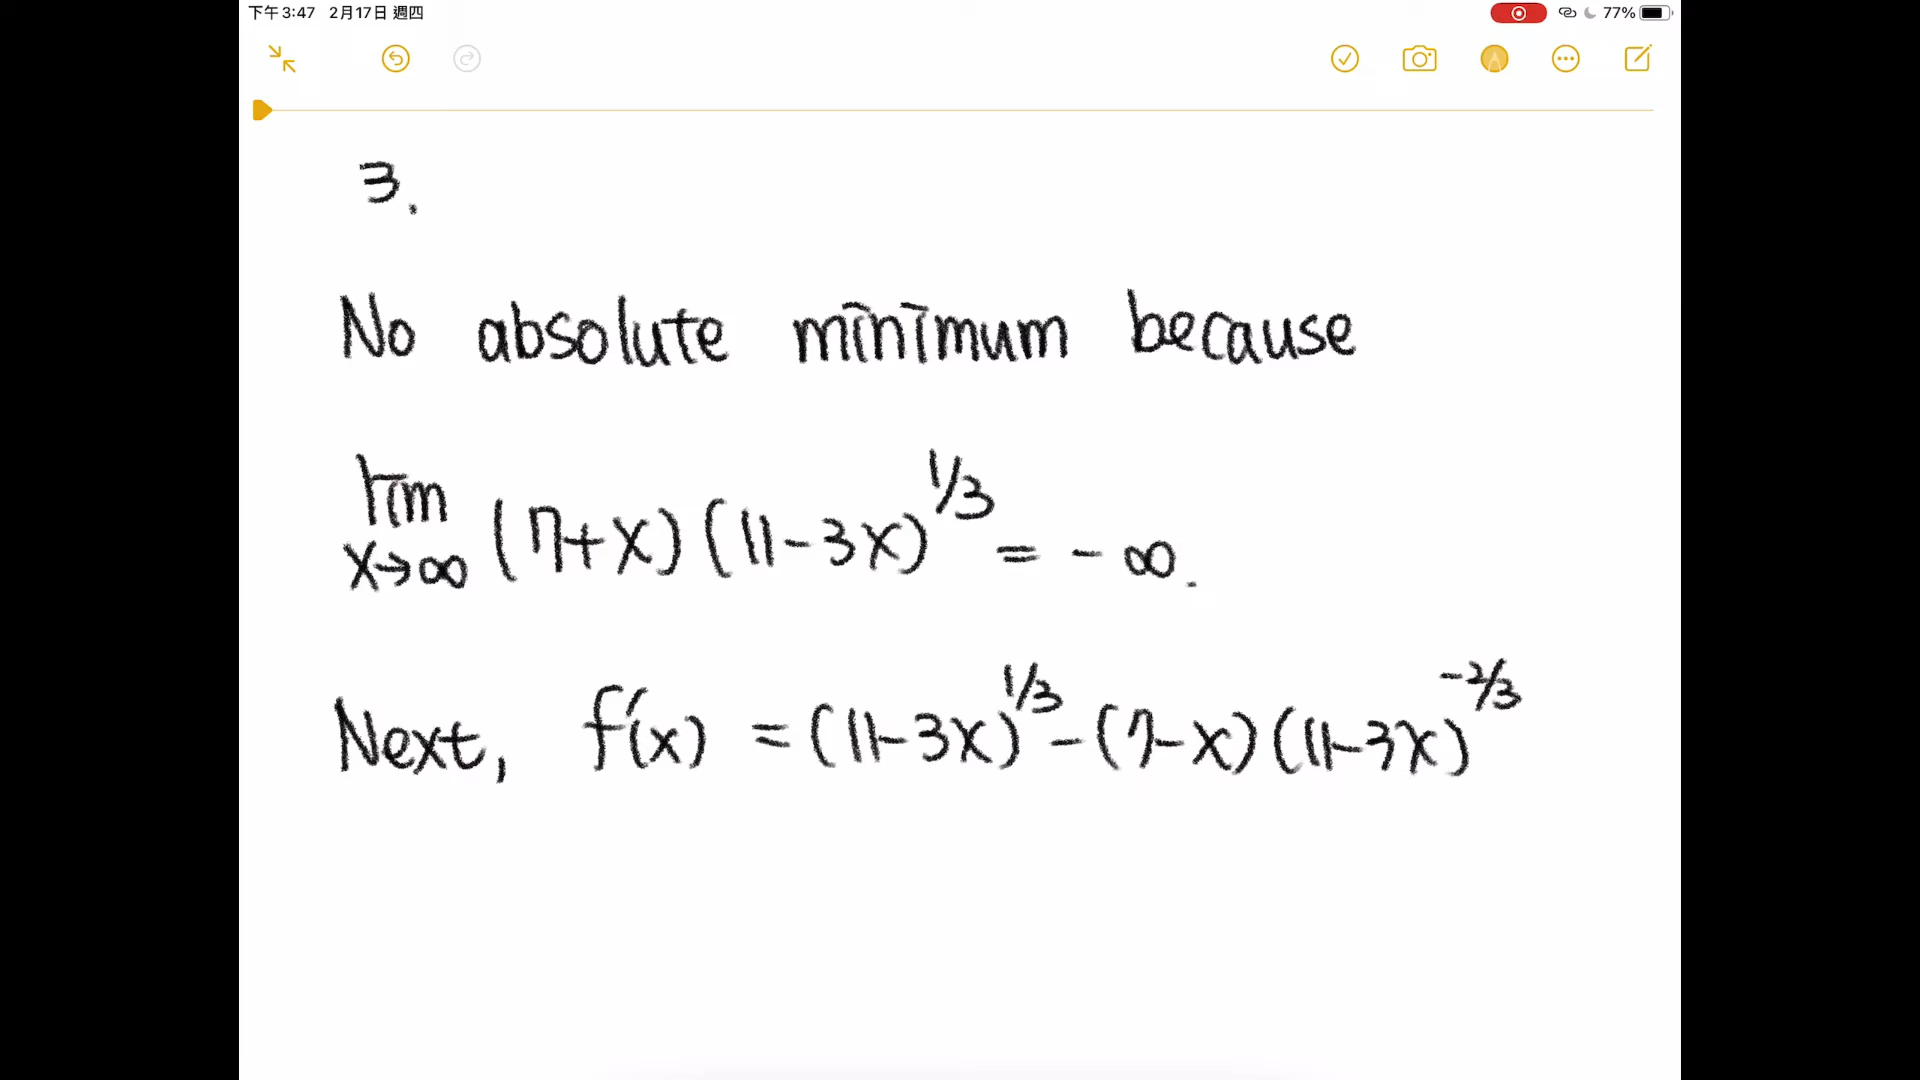 下午3:47 2月17日 週四
77%
3.
No absolute minimum because
lim x→∞ (7+x)(11-3x)^1/3 = -∞.
Next, f'(x) = (11-3x)^1/3 - (7-x)(11-3x)^-2/3